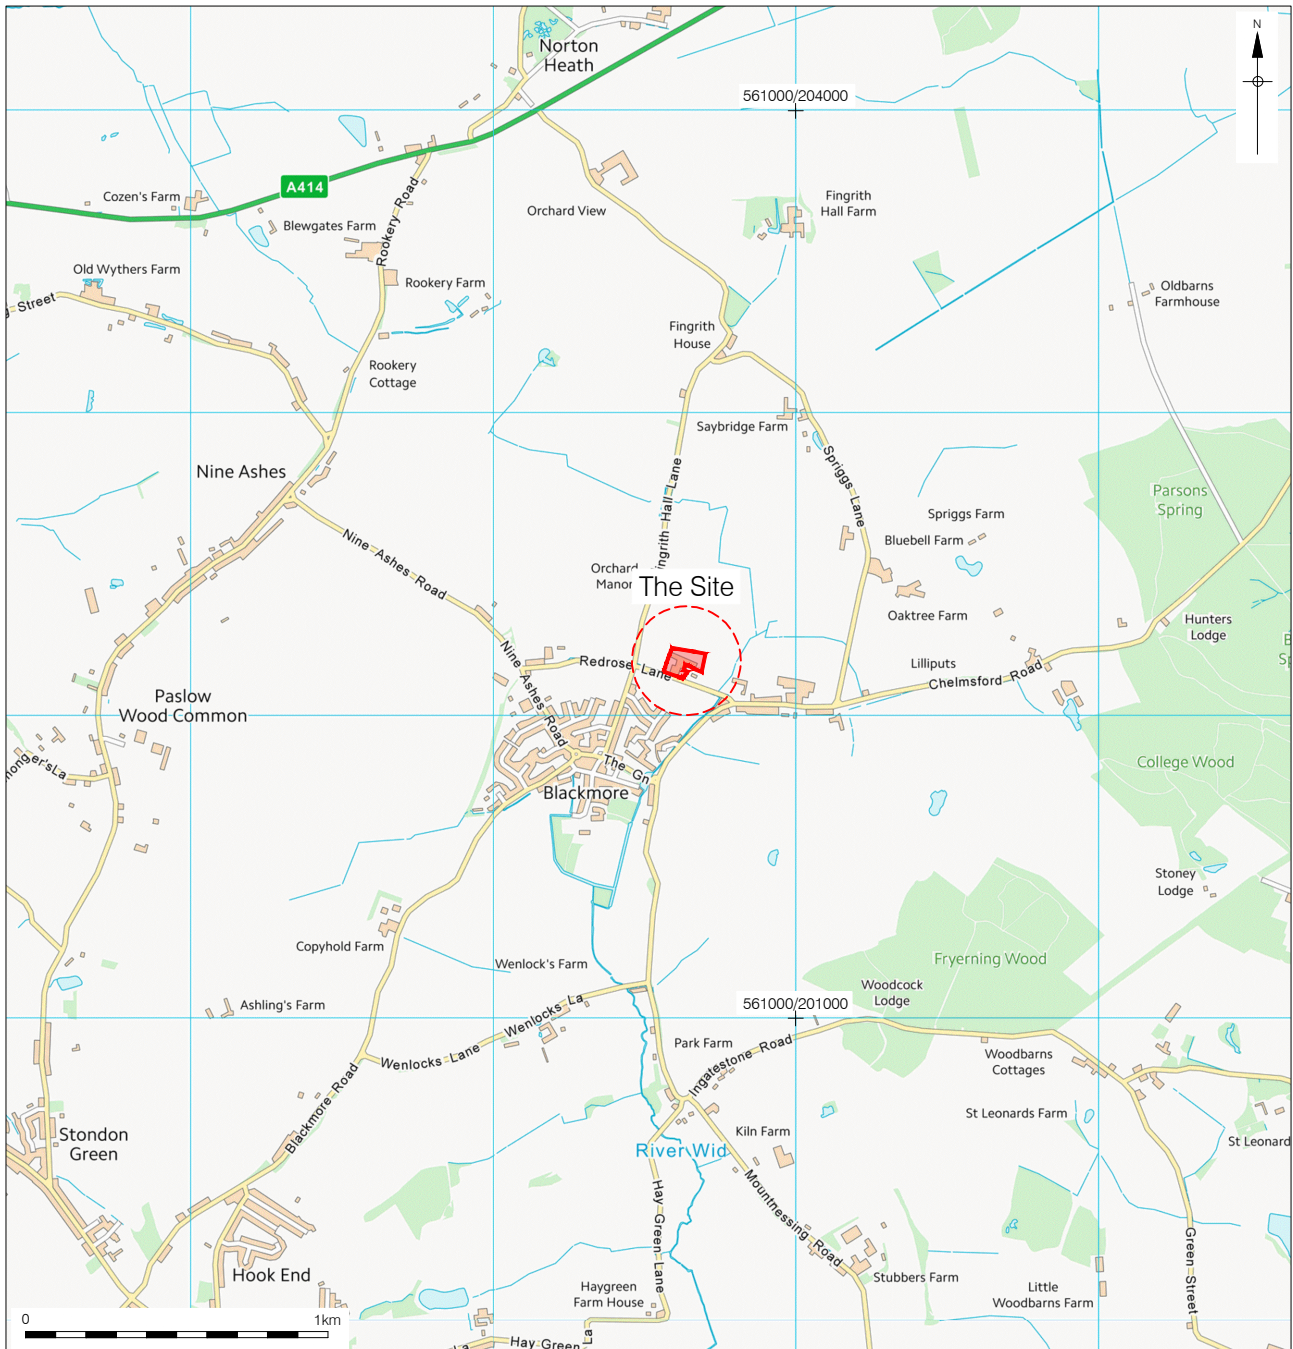 Norton
Heath
N
561000/204000
A414
Cozen's Farm
Blewgates Farm
Rookery Road
Orchard View
Fingrith
Hall Farm
Old Wythers Farm
Rookery Farm
Street
Oldbarns
Farmhouse
Fingrith
House
Rookery
Cottage
Saybridge Farm
Spriggs Lane
Nine Ashes
Fingrith Hall Lane
Parsons
Spring
Spriggs Farm
Bluebell Farm
Nine Ashes Road
Orchard
Manor
The Site
Oaktree Farm
Hunters
Lodge
Redrose Lane
Nine Ashes Road
Lilliputs
Chelmsford Road
Paslow
Wood Common
onger'sLa
The Gn
Blackmore
College Wood
Stoney
Lodge
Copyhold Farm
Wenlock's Farm
Fryerning Wood
Woodcock
Lodge
Ashling's Farm
Wenlocks La
561000/201000
Wenlocks Lane
Park Farm
Ingatestone Road
Woodbarns
Cottages
Blackmore Road
St Leonards Farm
Stondon
Green
Kiln Farm
St Leonard
River Wid
Mountnessing Road
Hay Green Lane
Green Street
Hook End
Stubbers Farm
Haygreen
Farm House
Little
Woodbarns Farm
0 1km
Hay Green La